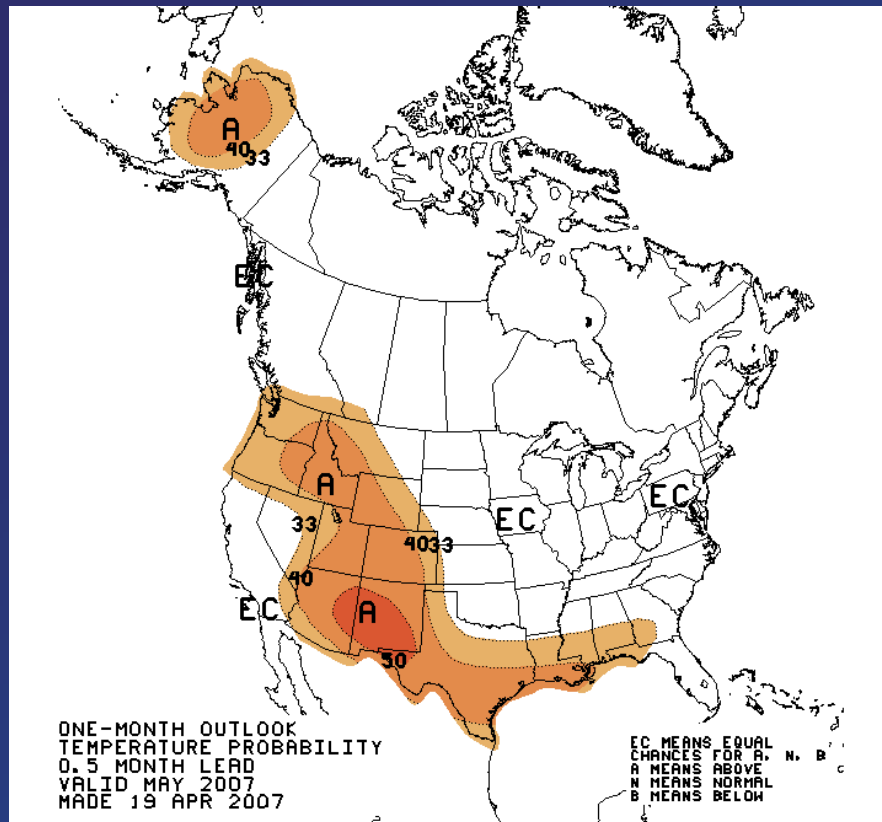 A
40
33
EC
A
EC
EC
33
4033
40
A
EC
50
ONE-MONTH OUTLOOK
TEMPERATURE PROBABILITY
0.5 MONTH LEAD
VALID MAY 2007
MADE 19 APR 2007
EC MEANS EQUAL
CHANCES FOR A, N, B
A MEANS ABOVE
N MEANS NORMAL
B MEANS BELOW